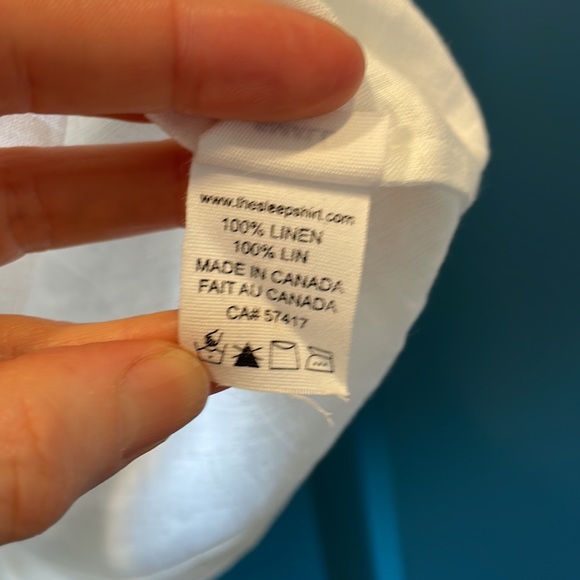 www.thesleepshirt.com
100% LINEN
100% LIN
MADE IN CANADA
FAIT AU CANADA
CA# 57417